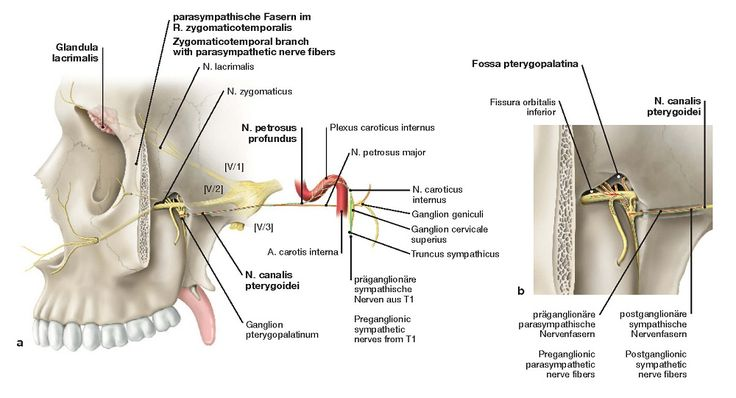 parasympathische Fasern im
R. zygomaticotemporalis
Zygomaticotemporal branch
with parasympathetic nerve fibers
Glandula
lacrimalis
N. lacrimalis
N. zygomaticus
N. petrosus
profundus
Plexus caroticus internus
N. petrosus major
[V/1]
[V/2]
[V/3]
N. caroticus
internus
Ganglion geniculi
Ganglion cervicale
superius
Truncus sympathicus
A. carotis interna
N. canalis
pterygoidei
Ganglion
pterygopalatinum
präganglionäre
sympathische
Nerven aus T1
Preganglionic
sympathetic
nerves from T1
a
Fossa pterygopalatina
Fissura orbitalis
inferior
N. canalis
pterygoidei
b
präganglionäre
parasympathische
Nervenfasern
Preganglionic
parasympathetic
nerve fibers
postganglionäre
sympathische
Nervenfasern
Postganglionic
sympathetic
nerve fibers